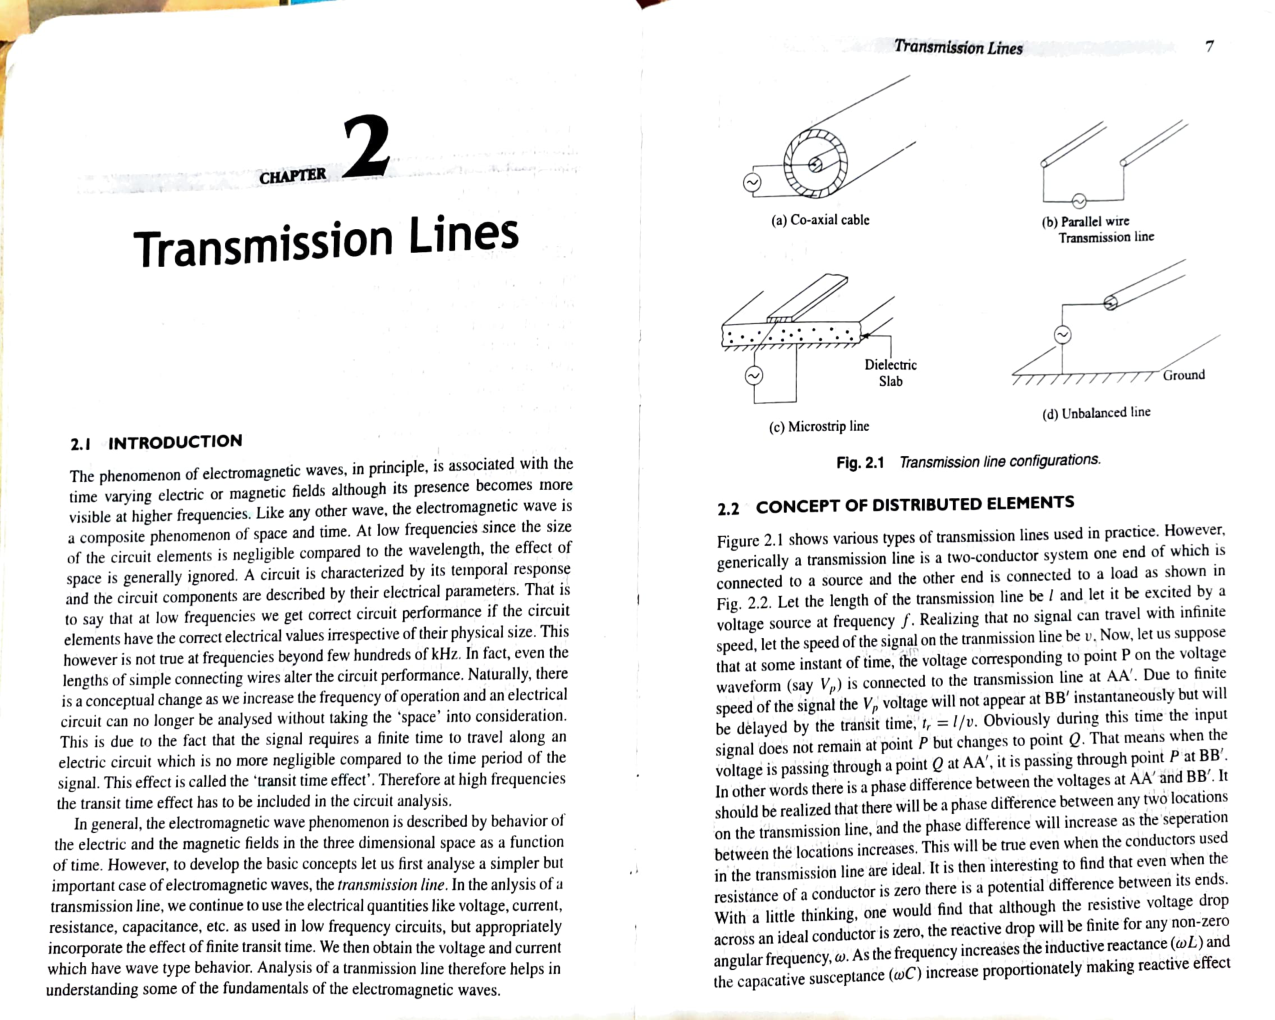 CHAPTER 2
Transmission Lines
2.1 INTRODUCTION
The phenomenon of electromagnetic waves, in principle, is associated with the
time varying electric or magnetic fields although its presence becomes more
visible at higher frequencies. Like any other wave, the electromagnetic wave is
a composite phenomenon of space and time. At low frequencies since the size
of the circuit elements is negligible compared to the wavelength, the effect of
space is generally ignored. A circuit is characterized by its temporal response
and the circuit components are described by their electrical parameters. That is
to say that at low frequencies we get correct circuit performance if the circuit
elements have the correct electrical values irrespective of their physical size. This
however is not true at frequencies beyond few hundreds of kHz. In fact, even the
lengths of simple connecting wires alter the circuit performance. Naturally, there
is a conceptual change as we increase the frequency of operation and an electrical
circuit can no longer be analysed without taking the ‘space’ into consideration.
This is due to the fact that the signal requires a finite time to travel along an
electric circuit which is no more negligible compared to the time period of the
signal. This effect is called the ‘transit time effect’. Therefore at high frequencies
the transit time effect has to be included in the circuit analysis.
In general, the electromagnetic wave phenomenon is described by behavior of
the electric and the magnetic fields in the three dimensional space as a function
of time. However, to develop the basic concepts let us first analyse a simpler but
important case of electromagnetic waves, the transmission line. In the anlysis of a
transmission line, we continue to use the electrical quantities like voltage, current,
resistance, capacitance, etc. as used in low frequency circuits, but appropriately
incorporate the effect of finite transit time. We then obtain the voltage and current
which have wave type behavior. Analysis of a tranmission line therefore helps in
understanding some of the fundamentals of the electromagnetic waves.
Transmission Lines 7
(a) Co-axial cable
(b) Parallel wire
Transmission line
Dielectric
Slab
(c) Microstrip line
Ground
(d) Unbalanced line
Fig. 2.1 Transmission line configurations.
2.2 CONCEPT OF DISTRIBUTED ELEMENTS
Figure 2.1 shows various types of transmission lines used in practice. However,
generically a transmission line is a two-conductor system one end of which is
connected to a source and the other end is connected to a load as shown in
Fig. 2.2. Let the length of the transmission line be l and let it be excited by a
voltage source at frequency f. Realizing that no signal can travel with infinite
speed, let the speed of the signal on the tranmission line be υ. Now, let us suppose
that at some instant of time, the voltage corresponding to point P on the voltage
waveform (say Vp) is connected to the transmission line at AA′. Due to finite
speed of the signal the Vp voltage will not appear at BB′ instantaneously but will
be delayed by the transit time, tr = l/υ. Obviously during this time the input
signal does not remain at point P but changes to point Q. That means when the
voltage is passing through a point Q at AA′, it is passing through point P at BB′.
In other words there is a phase difference between the voltages at AA′ and BB′. It
should be realized that there will be a phase difference between any two locations
on the transmission line, and the phase difference will increase as the seperation
between the locations increases. This will be true even when the conductors used
in the transmission line are ideal. It is then interesting to find that even when the
resistance of a conductor is zero there is a potential difference between its ends.
With a little thinking, one would find that although the resistive voltage drop
across an ideal conductor is zero, the reactive drop will be finite for any non-zero
angular frequency, ω. As the frequency increases the inductive reactance (ωL) and
the capacative susceptance (ωC) increase proportionately making reactive effect